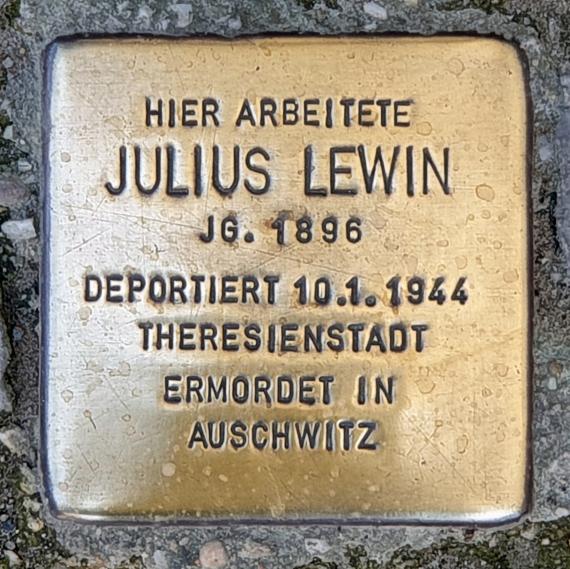 HIER ARBEITETE
JULIUS LEWIN
JG. 1896
DEPORTIERT 10.1.1944
THERESIENSTADT
ERMORDET IN
AUSCHWITZ